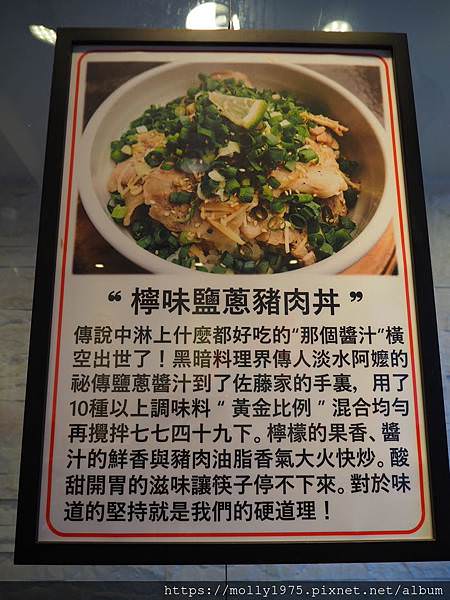 “檸味鹽蔥豬肉丼”
傳說中淋上什麼都好吃的“那個醬汁”橫
空出世了！黑暗料理界傳人淡水阿嬤的
祕傳鹽蔥醬汁到了佐藤家的手裏，用了
10種以上調味料“黃金比例”混合均勻
再攪拌七七四十九下。檸檬的果香、醬
汁的鮮香與豬肉油脂香氣大火快炒。酸
甜開胃的滋味讓筷子停不下來。對於味
道的堅持就是我們的硬道理！
https://molly1975.pixnet.net/album